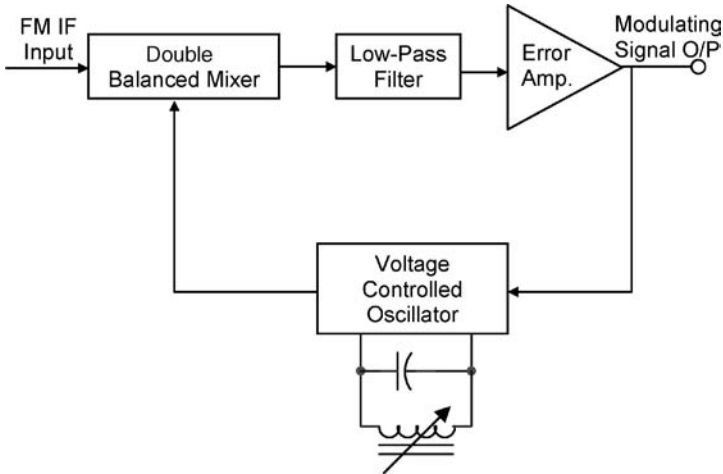 FM IF
Input
Double
Balanced Mixer
Low-Pass
Filter
Error
Amp.
Modulating
Signal O/P
Voltage
Controlled
Oscillator